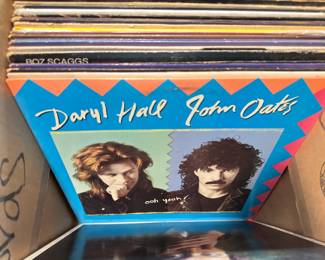 BOZ SCAGGS
Daryl Hall John Oates
ooh yeah!